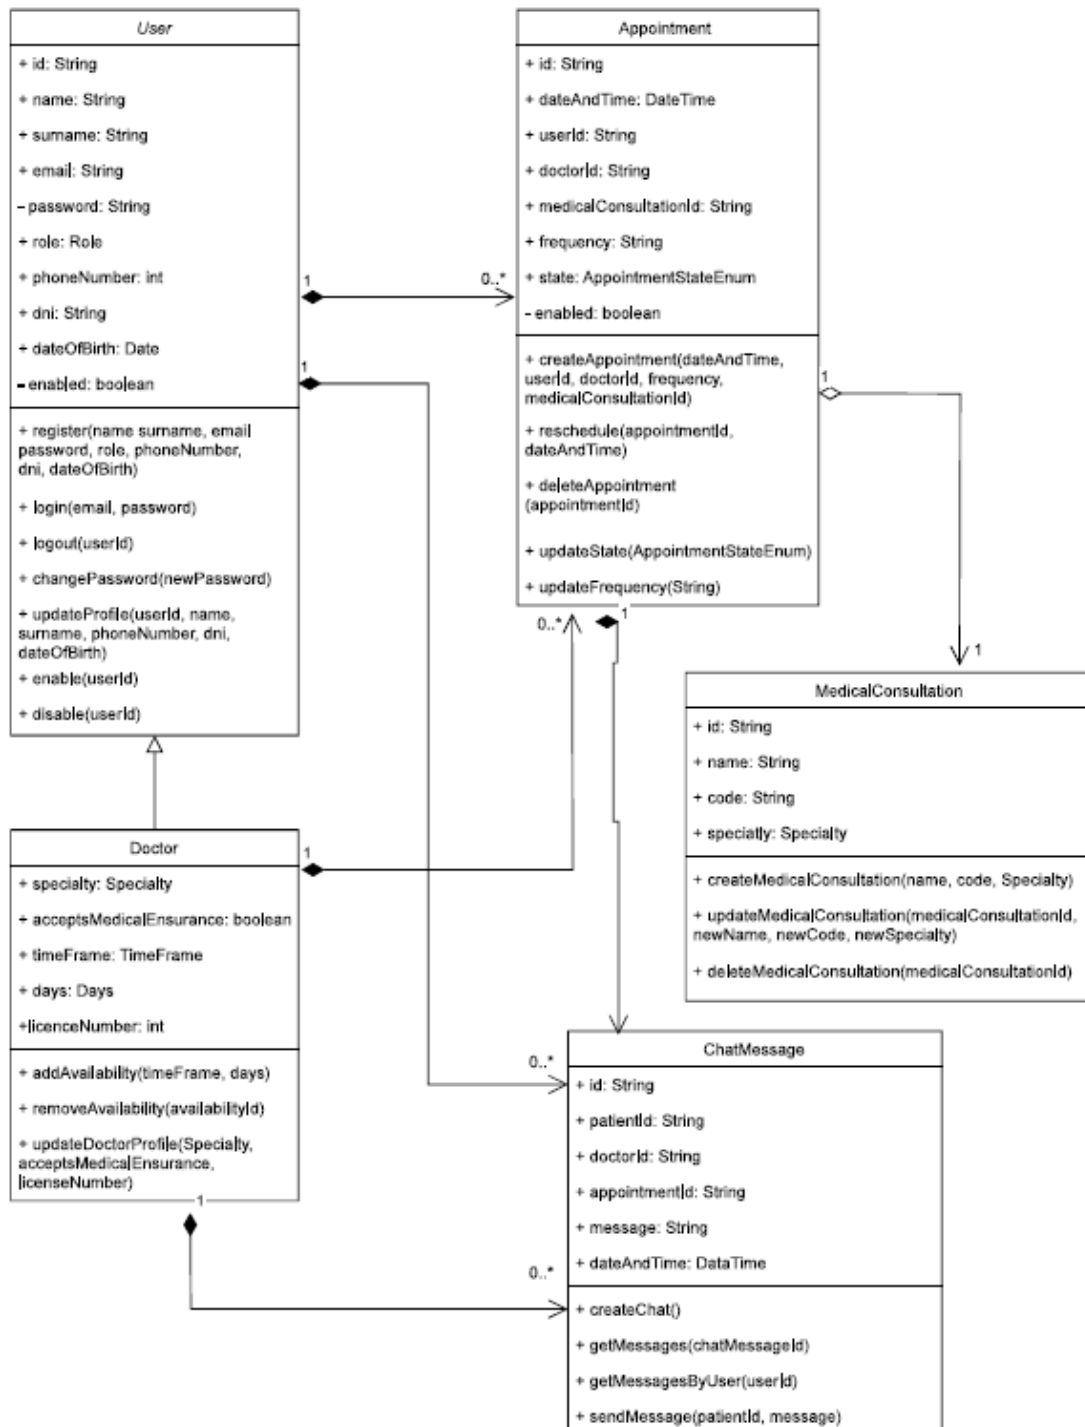 User
+ id: String
+ name: String
+ surname: String
+ email: String
- password: String
+ role: Role
+ phoneNumber: int
+ dni: String
+ dateOfBirth: Date
- enabled: boolean
+ register(name surname, email
password, role, phoneNumber,
dni, dateOfBirth)
+ login(email, password)
+ logout(userId)
+ changePassword(newPassword)
+ updateProfile(userId, name,
surname, phoneNumber, dni,
dateOfBirth)
+ enable(userId)
+ disable(userId)
1
0..*
1
Appointment
+ id: String
+ dateAndTime: DateTime
+ userId: String
+ doctorId: String
+ medicalConsultationId: String
+ frequency: String
+ state: AppointmentStateEnum
- enabled: boolean
+ createAppointment(dateAndTime,
userId, doctorId, frequency,
medicalConsultationId)
+ reschedule(appointmentId,
dateAndTime)
+ deleteAppointment
(appointmentId)
+ updateState(AppointmentStateEnum)
+ updateFrequency(String)
1
0..*
1
1
MedicalConsultation
+ id: String
+ name: String
+ code: String
+ speciatly: Specialty
+ createMedicalConsultation(name, code, Specialty)
+ updateMedicalConsultation(medicalConsultationId,
newName, newCode, newSpecialty)
+ deleteMedicalConsultation(medicalConsultationId)
Doctor
1
+ specialty: Specialty
+ acceptsMedicalEnsurance: boolean
+ timeFrame: TimeFrame
+ days: Days
+licenceNumber: int
+ addAvailability(timeFrame, days)
+ removeAvailability(availabilityId)
+ updateDoctorProfile(Specialty,
acceptsMedicalEnsurance,
licenseNumber)
1
0..*
0..*
ChatMessage
+ id: String
+ patientId: String
+ doctorId: String
+ appointmentId: String
+ message: String
+ dateAndTime: DataTime
+ createChat()
+ getMessages(chatMessageId)
+ getMessagesByUser(userId)
+ sendMessage(patientId, message)